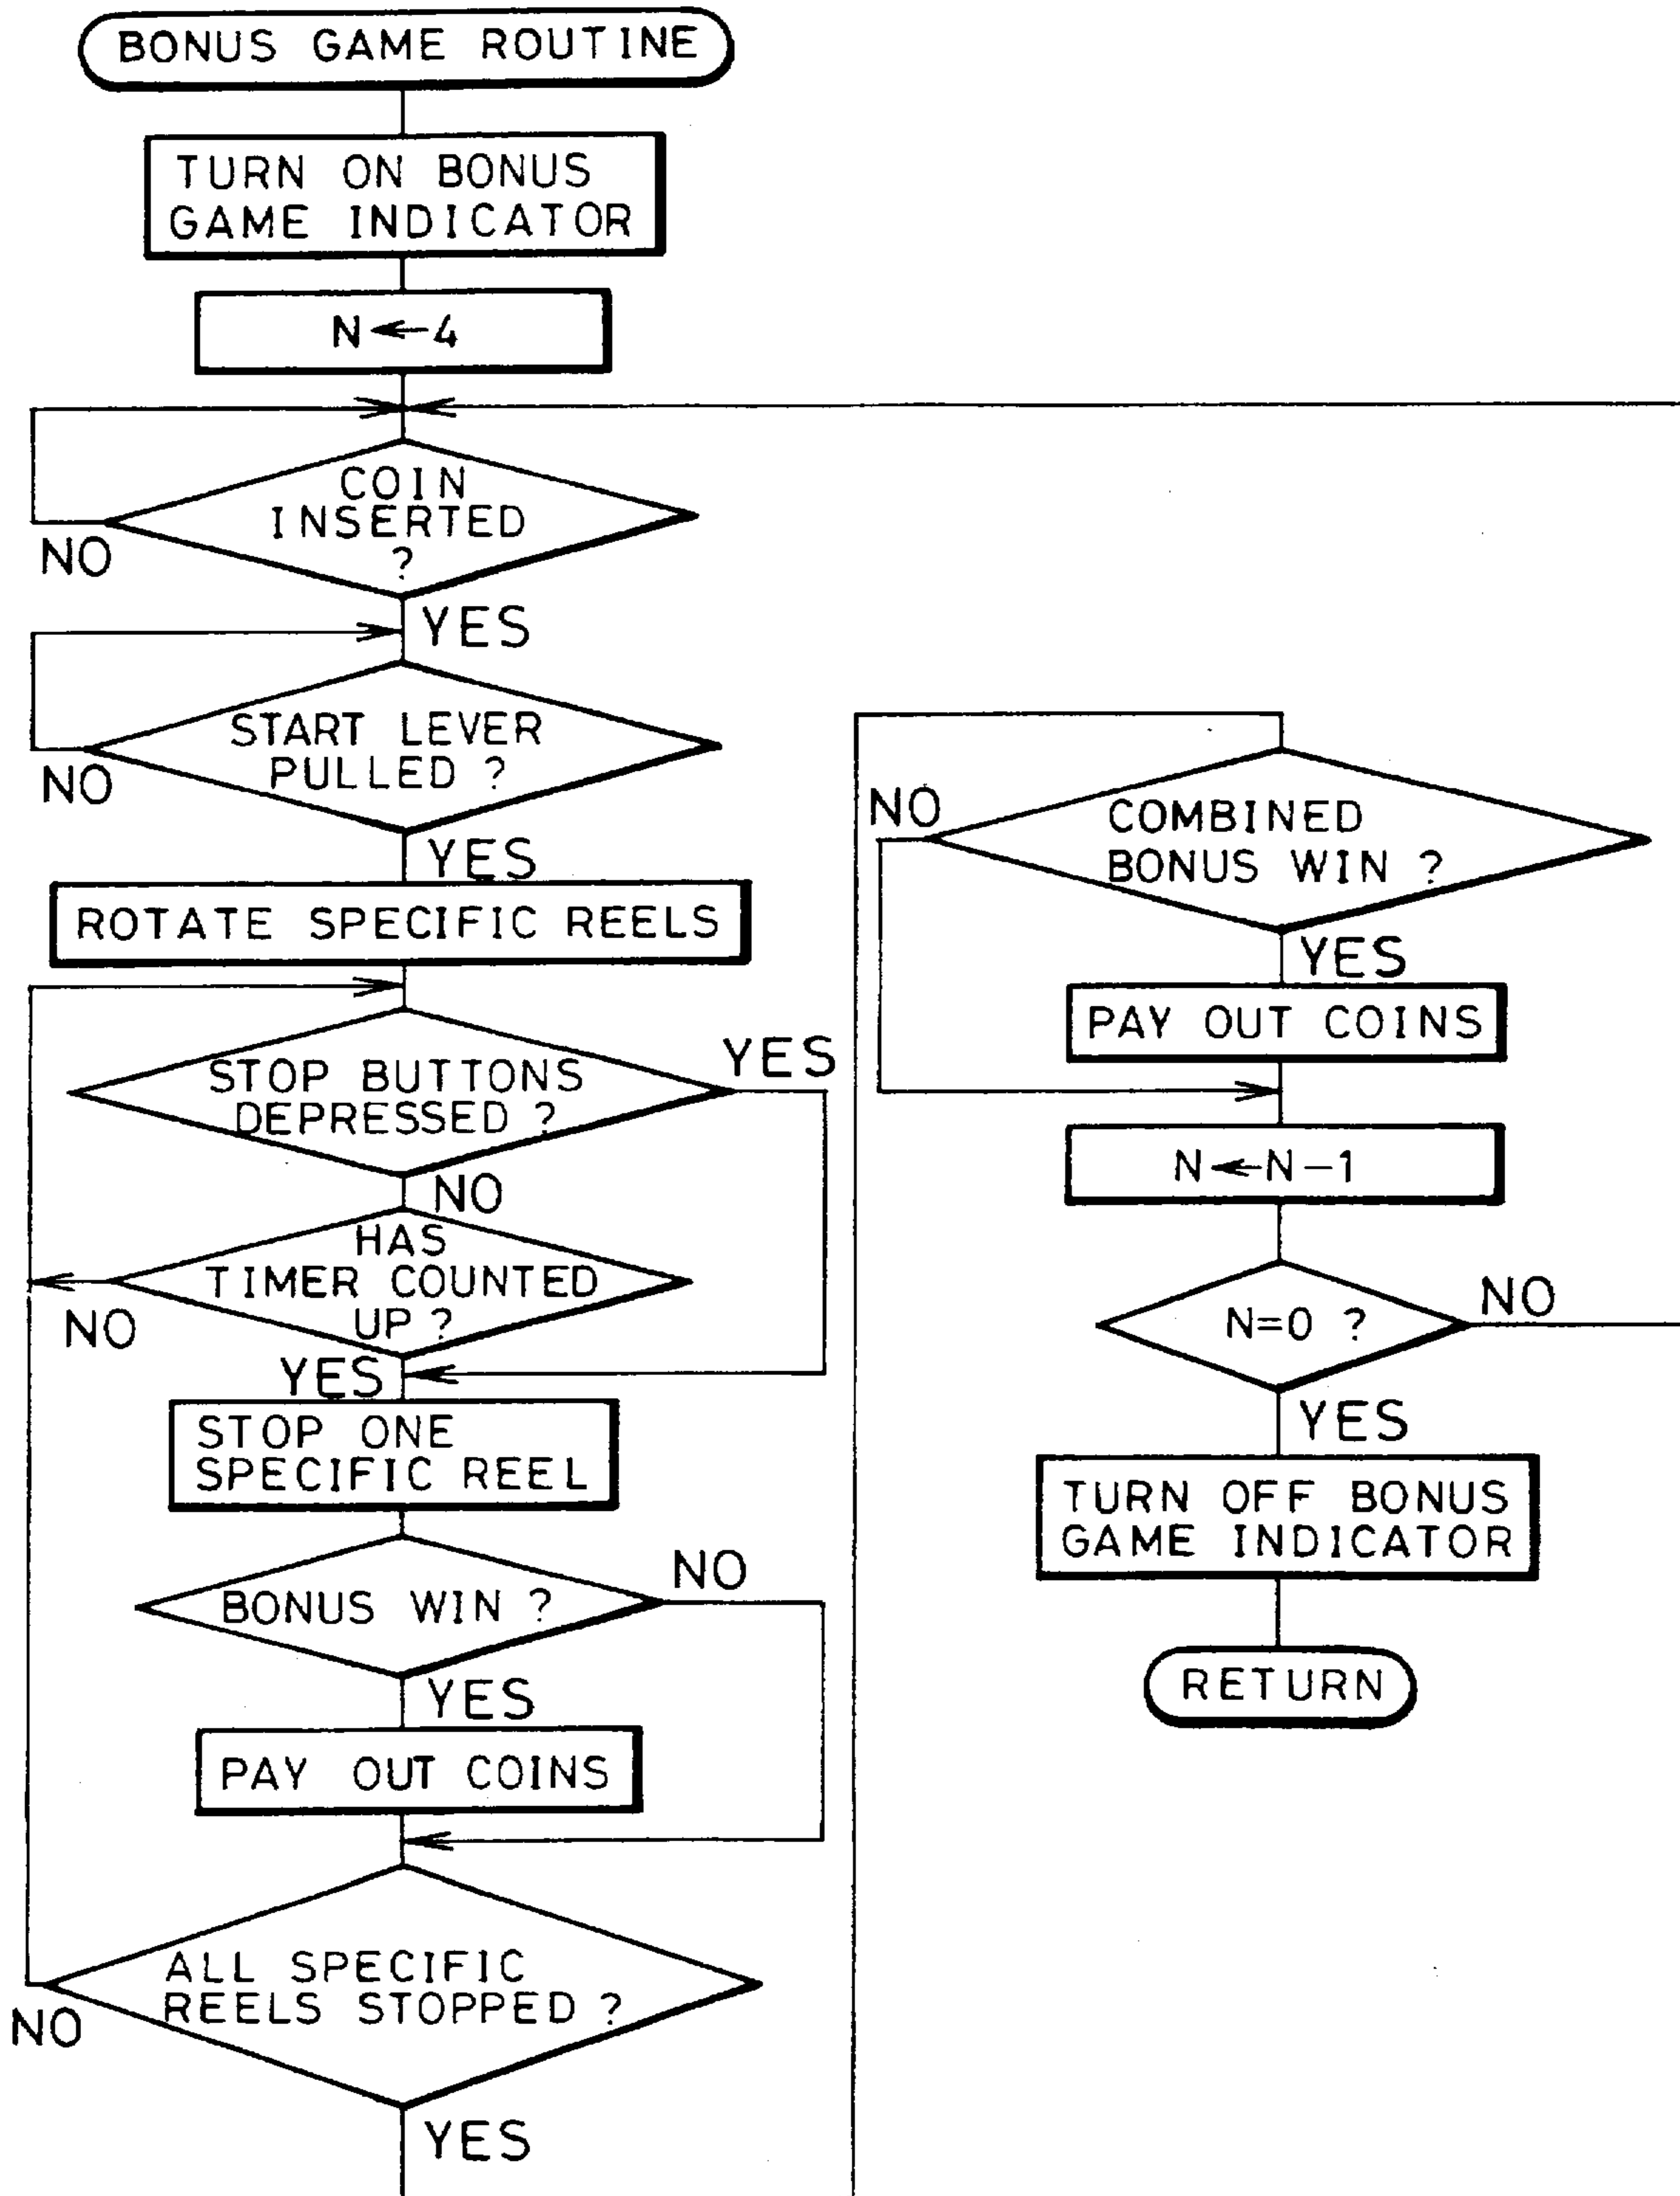 BONUS GAME ROUTINE
TURN ON BONUS
GAME INDICATOR
N←4
COIN
INSERTED
?
NO
YES
START LEVER
PULLED ?
NO
YES
ROTATE SPECIFIC REELS
STOP BUTTONS
DEPRESSED ?
YES
NO
HAS
TIMER COUNTED
UP ?
NO
YES
STOP ONE
SPECIFIC REEL
BONUS WIN ?
NO
YES
PAY OUT COINS
ALL SPECIFIC
REELS STOPPED ?
NO
YES
COMBINED
BONUS WIN ?
NO
YES
PAY OUT COINS
N←N-1
N=0 ?
NO
YES
TURN OFF BONUS
GAME INDICATOR
RETURN